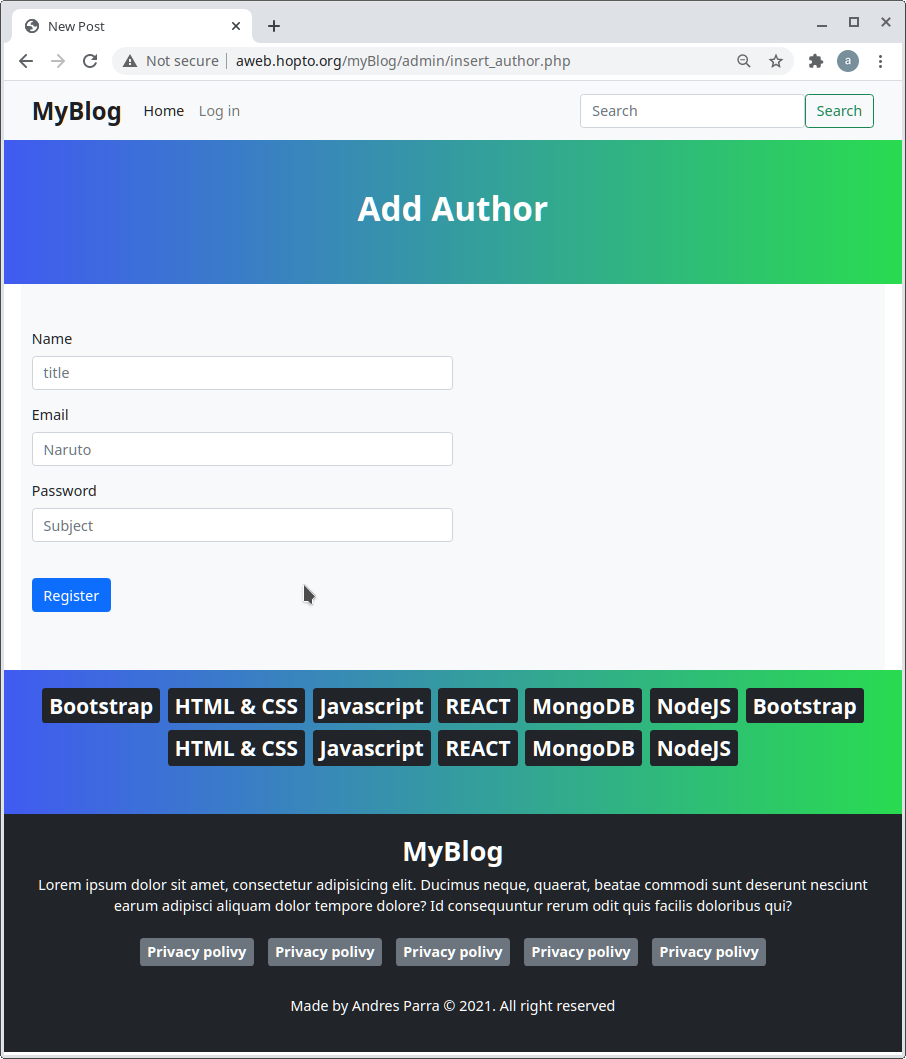 New Post
Not secure | aweb.hopto.org/myBlog/admin/insert_author.php
a
MyBlog Home Log in Search Search
Add Author
Name
title
Email
Naruto
Password
Subject
Register
Bootstrap HTML & CSS Javascript REACT MongoDB NodeJS Bootstrap
HTML & CSS Javascript REACT MongoDB NodeJS
MyBlog
Lorem ipsum dolor sit amet, consectetur adipisicing elit. Ducimus neque, quaerat, beatae commodi sunt deserunt nesciunt
earum adipisci aliquam dolor tempore dolore? Id consequuntur rerum odit quis facilis doloribus qui?
Privacy polivy Privacy polivy Privacy polivy Privacy polivy Privacy polivy
Made by Andres Parra © 2021. All right reserved